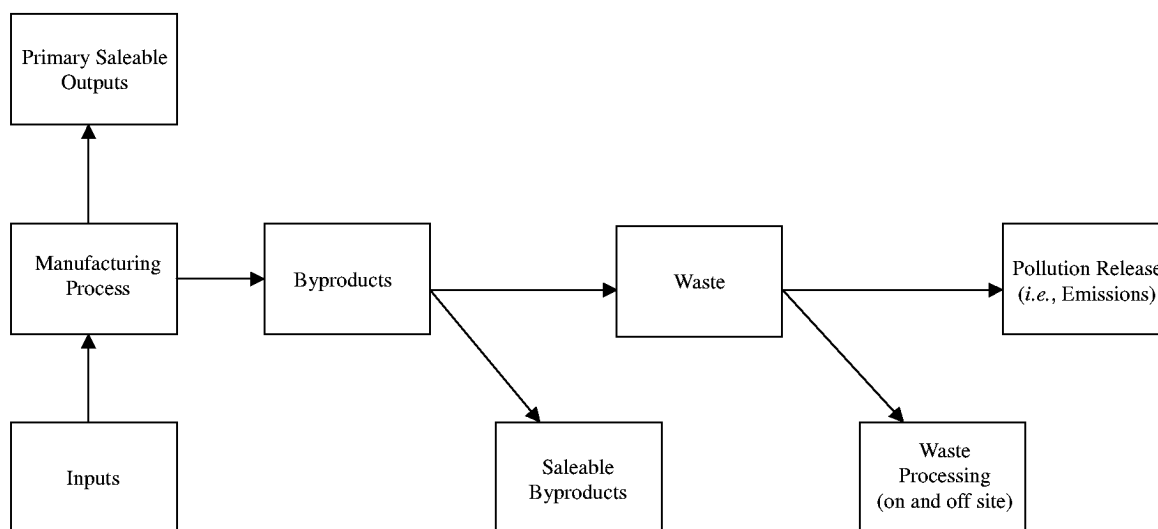 Primary Saleable
Outputs
Manufacturing
Process
Byproducts
Waste
Pollution Release
(i.e., Emissions)
Inputs
Saleable
Byproducts
Waste
Processing
(on and off site)